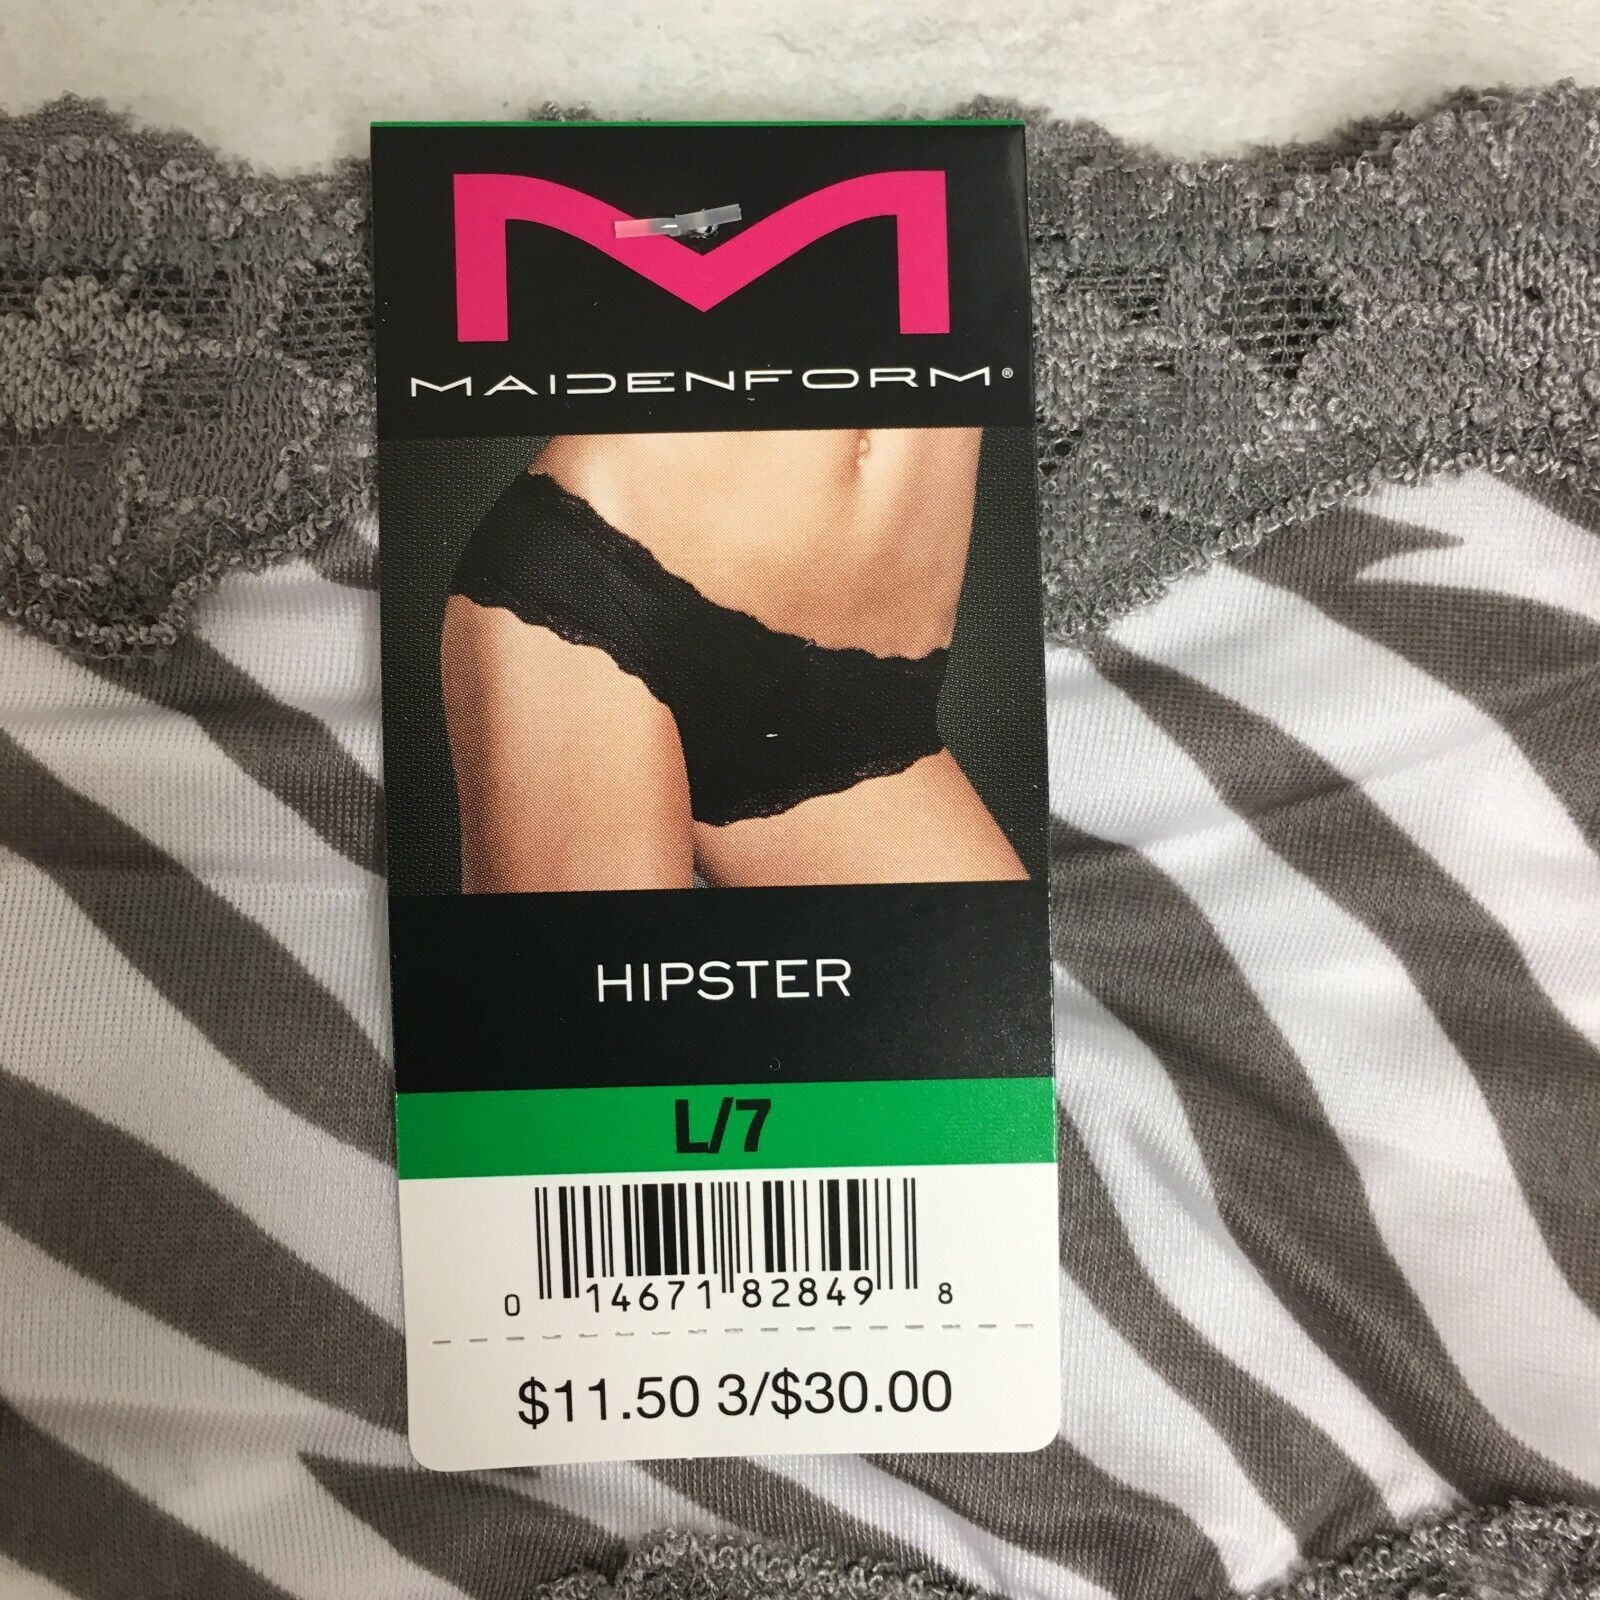 MAIDENFORM®
HIPSTER
L/7
0 14671 82849 8
$11.50 3/$30.00